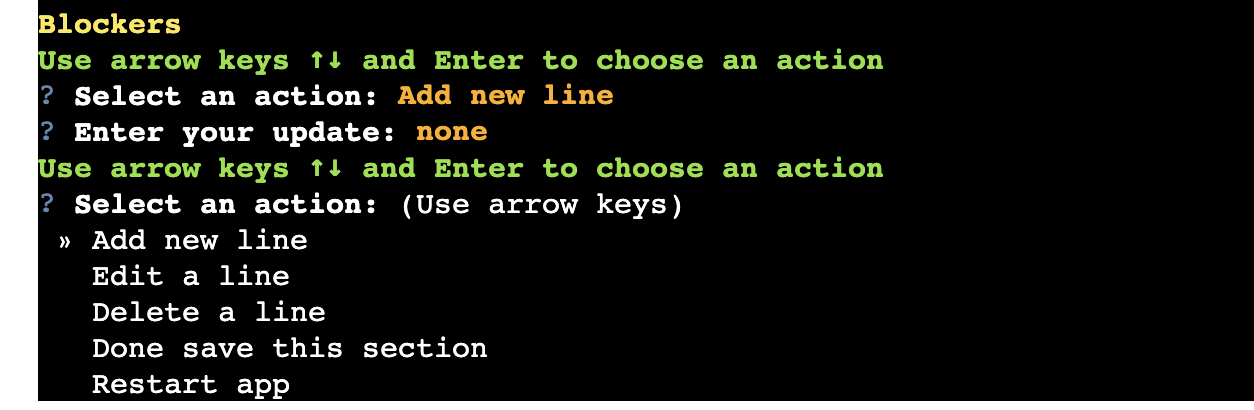 Blockers
Use arrow keys ↑↓ and Enter to choose an action
? Select an action: Add new line
? Enter your update: none
Use arrow keys ↑↓ and Enter to choose an action
? Select an action: (Use arrow keys)
» Add new line
Edit a line
Delete a line
Done save this section
Restart app